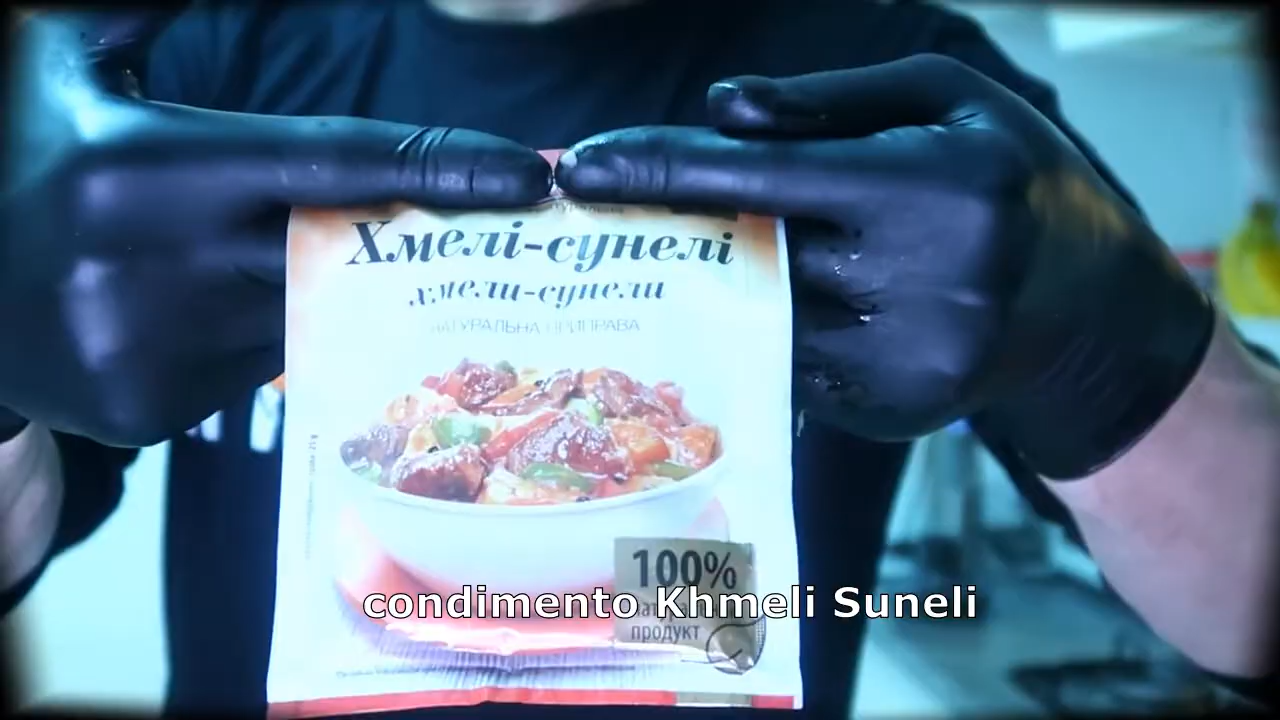 Хмелі-сунелі
хмели-сунели
НАТУРАЛЬНА ПРИПРАВА
100%
condimento Khmeli Suneli
продукт